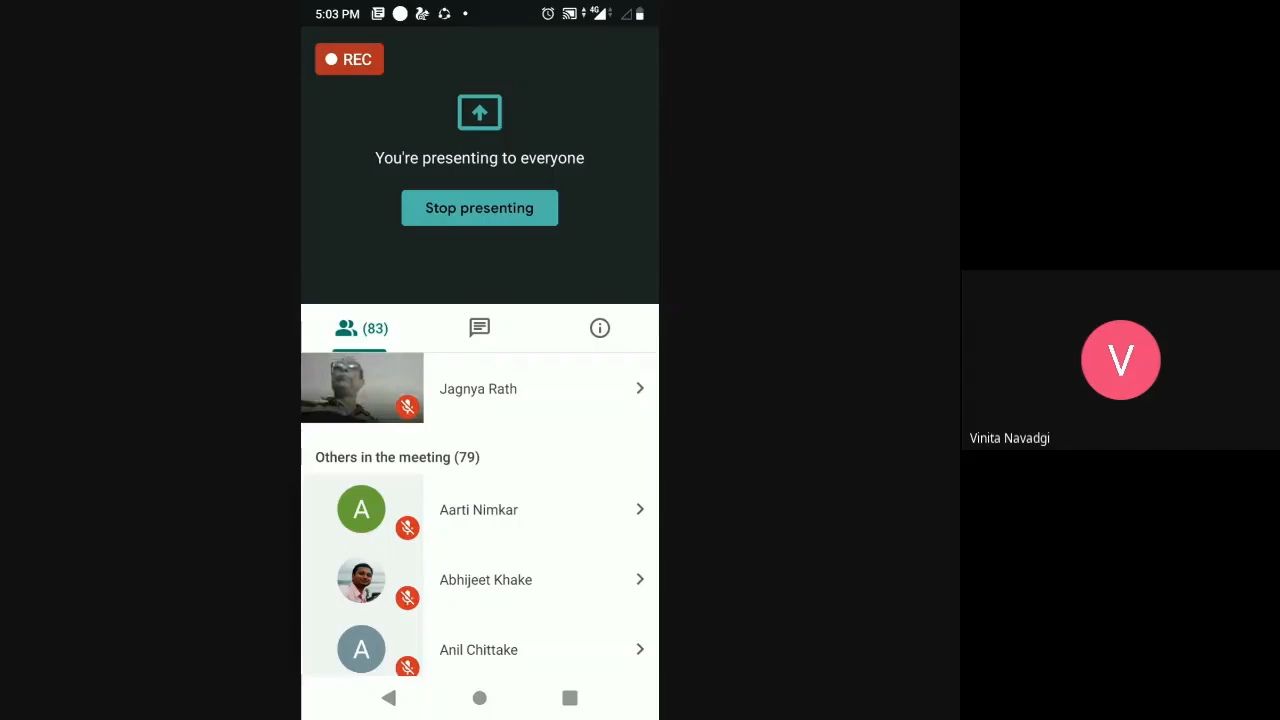 5:03 PM
4G
REC
You're presenting to everyone
Stop presenting
(83)
Jagnya Rath
Others in the meeting (79)
A
Aarti Nimkar
Abhijeet Khake
A
Anil Chittake
V
Vinita Navadgi